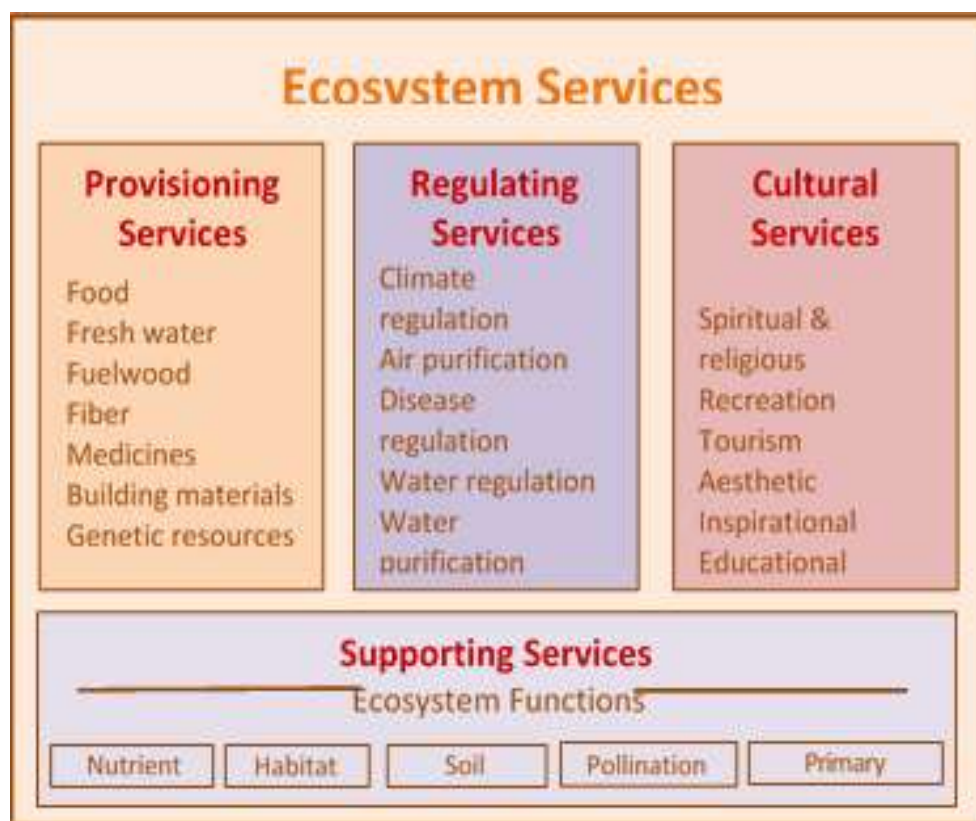 Ecosystem Services
Provisioning
Services
Food
Fresh water
Fuelwood
Fiber
Medicines
Building materials
Genetic resources
Regulating
Services
Climate
regulation
Air purification
Disease
regulation
Water regulation
Water
purification
Cultural
Services
Spiritual &
religious
Recreation
Tourism
Aesthetic
Inspirational
Educational
Supporting Services
Ecosystem Functions
Nutrient
Habitat
Soil
Pollination
Primary